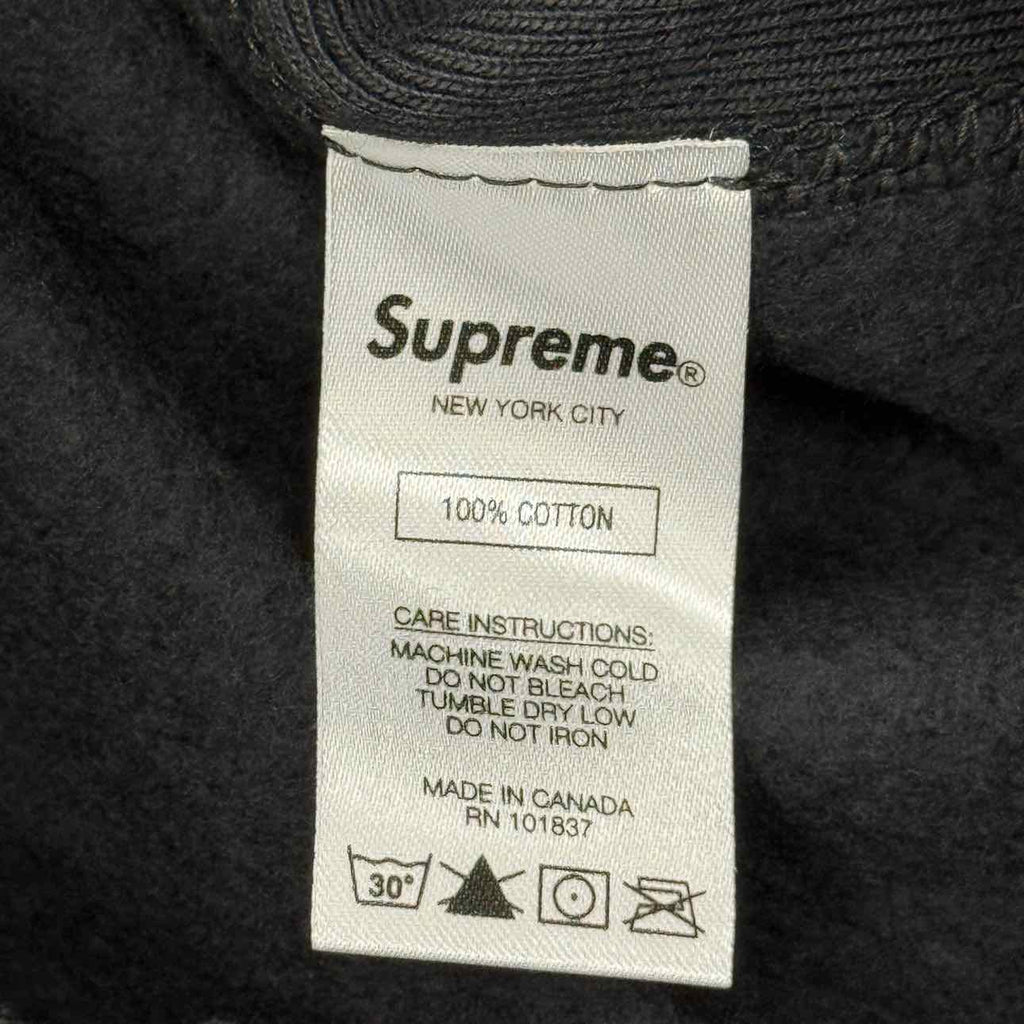 Supreme®
NEW YORK CITY
100% COTTON
CARE INSTRUCTIONS:
MACHINE WASH COLD
DO NOT BLEACH
TUMBLE DRY LOW
DO NOT IRON
MADE IN CANADA
RN 101837
30°